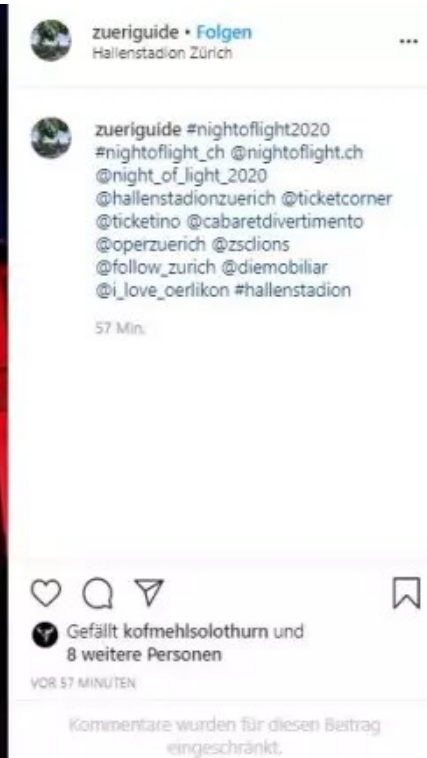 zueriguide • Folgen
Hallenstadion Zürich
zueriguide #nightoflight2020
#nightoflight_ch @nightoflight.ch
@night_of_light_2020
@hallenstadionzuerich @ticketcorner
@ticketino @cabaretdivertimento
@operzuerich @zsclions
@follow_zurich @diemobiliar
@i_love_oerlikon #hallenstadion
57 Min.
Gefällt kofmehlsolothurn und
8 weitere Personen
VOR 57 MINUTEN
Kommentare wurden für diesen Beitrag
eingeschränkt.